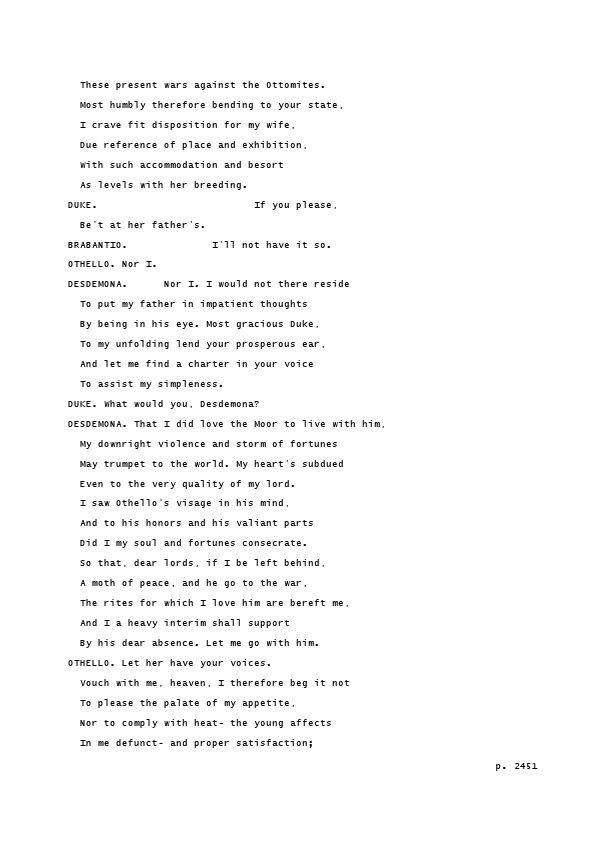 These present wars against the Ottomites.
Most humbly therefore bending to your state,
I crave fit disposition for my wife,
Due reference of place and exhibition,
With such accommodation and besort
As levels with her breeding.
DUKE.                          If you please,
Be't at her father's.
BRABANTIO.              I'll not have it so.
OTHELLO. Nor I.
DESDEMONA.      Nor I. I would not there reside
To put my father in impatient thoughts
By being in his eye. Most gracious Duke,
To my unfolding lend your prosperous ear,
And let me find a charter in your voice
To assist my simpleness.
DUKE. What would you, Desdemona?
DESDEMONA. That I did love the Moor to live with him,
My downright violence and storm of fortunes
May trumpet to the world. My heart's subdued
Even to the very quality of my lord.
I saw Othello's visage in his mind,
And to his honors and his valiant parts
Did I my soul and fortunes consecrate.
So that, dear lords, if I be left behind,
A moth of peace, and he go to the war,
The rites for which I love him are bereft me,
And I a heavy interim shall support
By his dear absence. Let me go with him.
OTHELLO. Let her have your voices.
Vouch with me, heaven, I therefore beg it not
To please the palate of my appetite,
Nor to comply with heat- the young affects
In me defunct- and proper satisfaction;
p. 2451